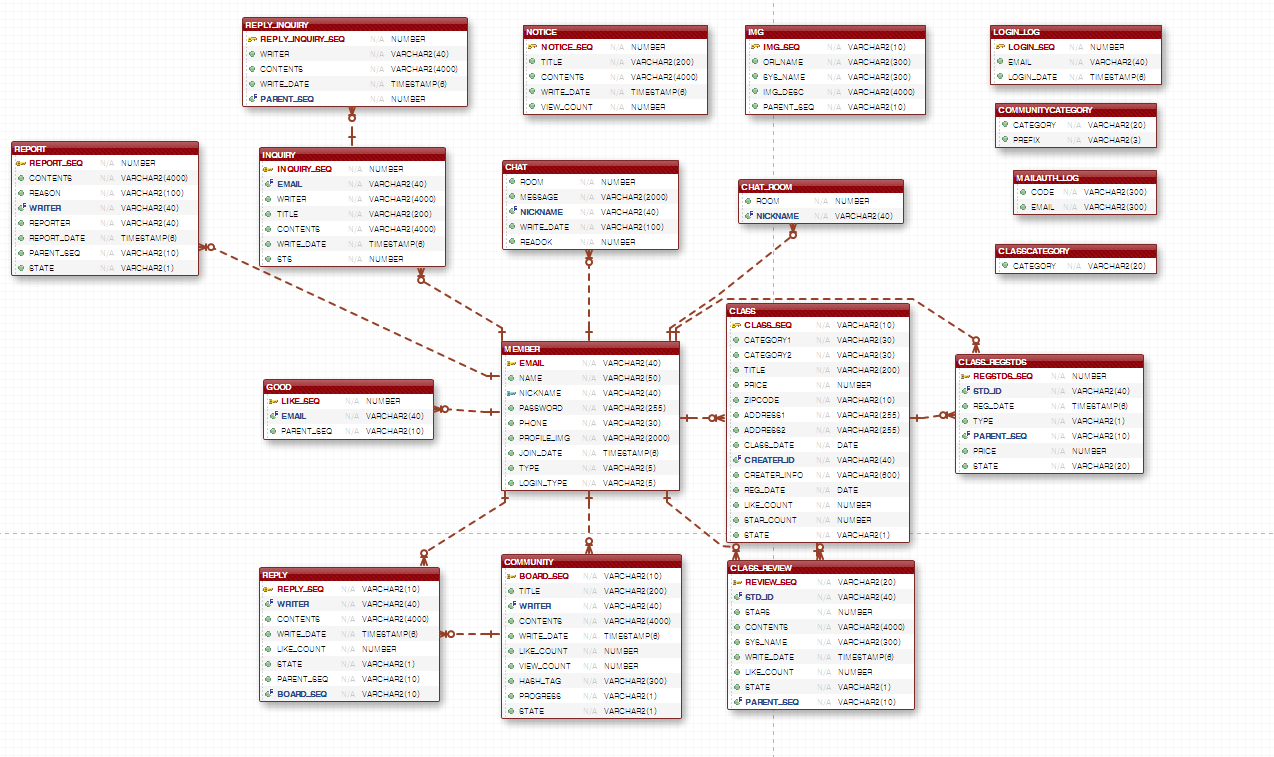 REPLY_INQUIRY
REPLY_INQUIRY_SEQ N/A NUMBER
WRITER N/A VARCHAR2(40)
CONTENTS N/A VARCHAR2(4000)
WRITE_DATE N/A TIMESTAMP(6)
PARENT_SEQ N/A NUMBER
NOTICE
NOTICE_SEQ N/A NUMBER
TITLE N/A VARCHAR2(200)
CONTENTS N/A VARCHAR2(4000)
WRITE_DATE N/A TIMESTAMP(6)
VIEW_COUNT N/A NUMBER
IMG
IMG_SEQ N/A VARCHAR2(10)
ORI_NAME N/A VARCHAR2(300)
SYS_NAME N/A VARCHAR2(300)
IMG_DESC N/A VARCHAR2(4000)
PARENT_SEQ N/A VARCHAR2(10)
LOGIN_LOG
LOGIN_SEQ N/A NUMBER
EMAIL N/A VARCHAR2(40)
LOGIN_DATE N/A TIMESTAMP(6)
COMMUNITYCATEGORY
CATEGORY N/A VARCHAR2(20)
PREFIX N/A VARCHAR2(3)
MAILAUTH_LOG
CODE N/A VARCHAR2(300)
EMAIL N/A VARCHAR2(300)
CLASSCATEGORY
CATEGORY N/A VARCHAR2(20)
REPORT
REPORT_SEQ N/A NUMBER
CONTENTS N/A VARCHAR2(4000)
REASON N/A VARCHAR2(100)
WRITER N/A VARCHAR2(40)
REPORTER N/A VARCHAR2(40)
REPORT_DATE N/A TIMESTAMP(6)
PARENT_SEQ N/A VARCHAR2(10)
STATE N/A VARCHAR2(1)
INQUIRY
INQUIRY_SEQ N/A NUMBER
EMAIL N/A VARCHAR2(40)
WRITER N/A VARCHAR2(4000)
TITLE N/A VARCHAR2(200)
CONTENTS N/A VARCHAR2(4000)
WRITE_DATE N/A TIMESTAMP(6)
STS N/A NUMBER
CHAT
ROOM N/A NUMBER
MESSAGE N/A VARCHAR2(2000)
NICKNAME N/A VARCHAR2(40)
WRITE_DATE N/A VARCHAR2(100)
READOK N/A NUMBER
CHAT_ROOM
ROOM N/A NUMBER
NICKNAME N/A VARCHAR2(40)
MEMBER
EMAIL N/A VARCHAR2(40)
NAME N/A VARCHAR2(50)
NICKNAME N/A VARCHAR2(40)
PASSWORD N/A VARCHAR2(255)
PHONE N/A VARCHAR2(30)
PROFILE_IMG N/A VARCHAR2(2000)
JOIN_DATE N/A TIMESTAMP(6)
TYPE N/A VARCHAR2(5)
LOGIN_TYPE N/A VARCHAR2(5)
GOOD
LIKE_SEQ N/A NUMBER
EMAIL N/A VARCHAR2(40)
PARENT_SEQ N/A VARCHAR2(10)
CLASS
CLASS_SEQ N/A VARCHAR2(10)
CATEGORY1 N/A VARCHAR2(30)
CATEGORY2 N/A VARCHAR2(30)
TITLE N/A VARCHAR2(200)
PRICE N/A NUMBER
ZIPCODE N/A VARCHAR2(10)
ADDRESS1 N/A VARCHAR2(255)
ADDRESS2 N/A VARCHAR2(255)
CLASS_DATE N/A DATE
CREATER_ID N/A VARCHAR2(40)
CREATER_INFO N/A VARCHAR2(600)
REG_DATE N/A DATE
LIKE_COUNT N/A NUMBER
STAR_COUNT N/A NUMBER
STATE N/A VARCHAR2(1)
CLASS_REGSTDS
REGSTDS_SEQ N/A NUMBER
STD_ID N/A VARCHAR2(40)
REG_DATE N/A TIMESTAMP(6)
TYPE N/A VARCHAR2(1)
PARENT_SEQ N/A VARCHAR2(10)
PRICE N/A NUMBER
STATE N/A VARCHAR2(20)
REPLY
REPLY_SEQ N/A VARCHAR2(10)
WRITER N/A VARCHAR2(40)
CONTENTS N/A VARCHAR2(4000)
WRITE_DATE N/A TIMESTAMP(6)
LIKE_COUNT N/A NUMBER
STATE N/A VARCHAR2(1)
PARENT_SEQ N/A VARCHAR2(10)
BOARD_SEQ N/A VARCHAR2(10)
COMMUNITY
BOARD_SEQ N/A VARCHAR2(10)
TITLE N/A VARCHAR2(200)
WRITER N/A VARCHAR2(40)
CONTENTS N/A VARCHAR2(4000)
WRITE_DATE N/A TIMESTAMP(6)
LIKE_COUNT N/A NUMBER
VIEW_COUNT N/A NUMBER
HASH_TAG N/A VARCHAR2(300)
PROGRESS N/A VARCHAR2(1)
STATE N/A VARCHAR2(1)
CLASS_REVIEW
REVIEW_SEQ N/A VARCHAR2(20)
STD_ID N/A VARCHAR2(40)
STARS N/A NUMBER
CONTENTS N/A VARCHAR2(4000)
SYS_NAME N/A VARCHAR2(300)
WRITE_DATE N/A TIMESTAMP(6)
LIKE_COUNT N/A NUMBER
STATE N/A VARCHAR2(1)
PARENT_SEQ N/A VARCHAR2(10)